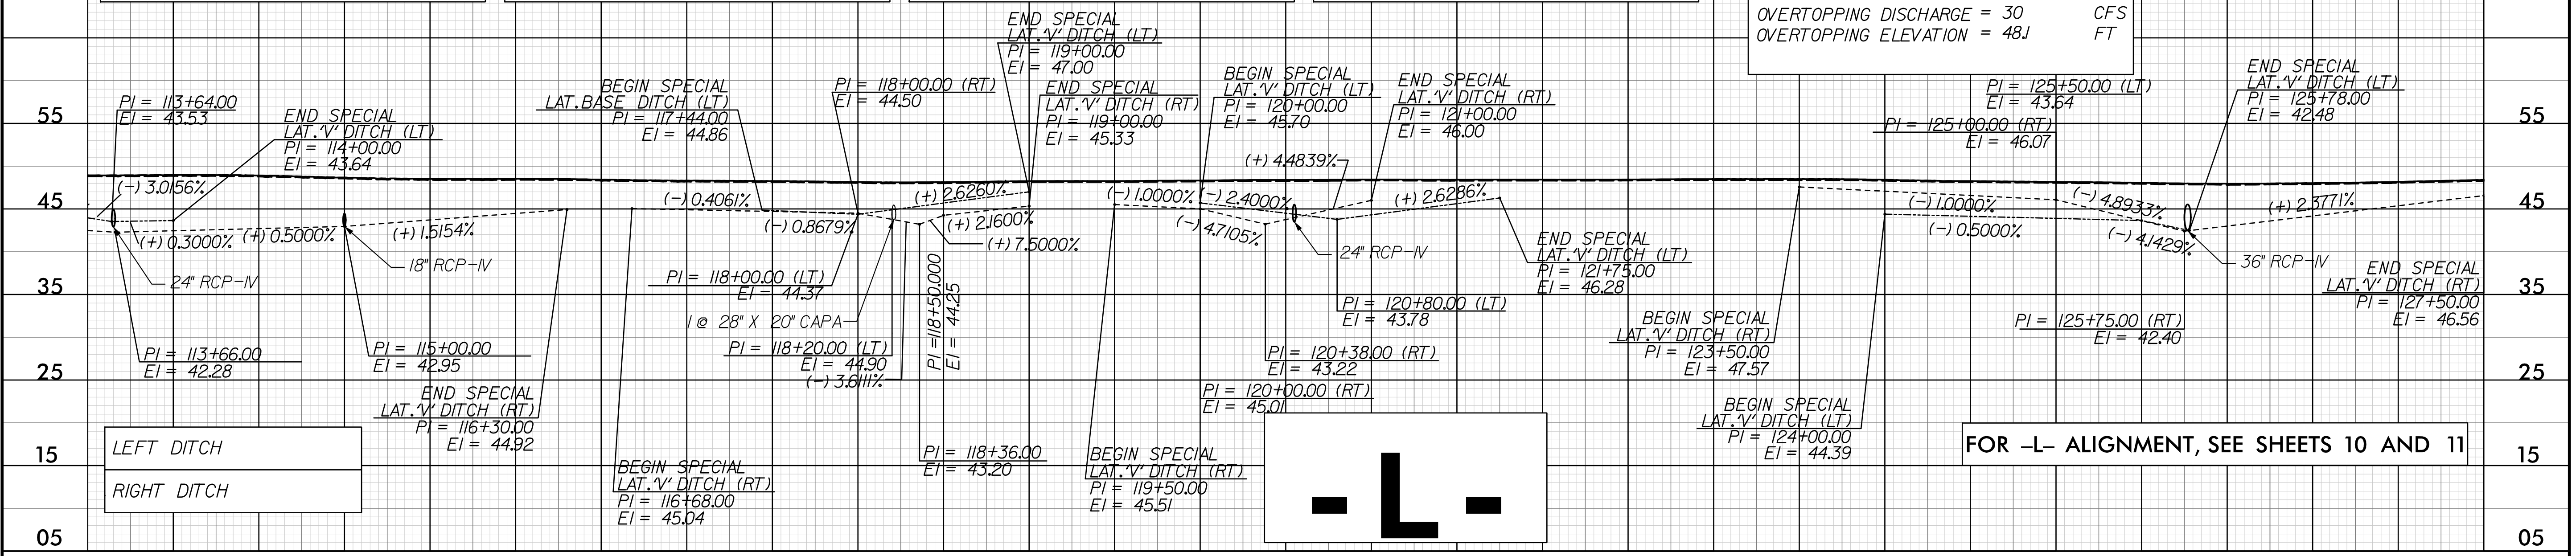 OVERTOPPING DISCHARGE = 30 CFS
OVERTOPPING ELEVATION = 48.1 FT
END SPECIAL
LAT.'V' DITCH (LT)
PI = 119+00.00
EI = 47.00
PI = 113+64.00
EI = 43.53
END SPECIAL
LAT.'V' DITCH (LT)
PI = 114+00.00
EI = 43.64
BEGIN SPECIAL
LAT.BASE DITCH (LT)
PI = 117+44.00
EI = 44.86
PI = 118+00.00 (RT)
EI = 44.50
END SPECIAL
LAT.'V' DITCH (RT)
PI = 119+00.00
EI = 45.33
BEGIN SPECIAL
LAT.'V' DITCH (LT)
PI = 120+00.00
EI = 45.70
END SPECIAL
LAT.'V' DITCH (RT)
PI = 121+00.00
EI = 46.00
PI = 125+50.00 (LT)
EI = 43.64
PI = 125+00.00 (RT)
EI = 46.07
END SPECIAL
LAT.'V' DITCH (LT)
PI = 125+78.00
EI = 42.48
55
55
45
45
35
35
25
25
15
15
05
05
(-) 3.0156%
(+) 0.3000%
(+) 0.5000%
(+) 1.5154%
(-) 0.4061%
(-) 0.8679%
(+) 2.6260%
(+) 2.1600%
(+) 7.5000%
(-) 1.0000%
(-) 2.4000%
(-) 4.7105%
(+) 4.4839%
(+) 2.6286%
(-) 1.0000%
(-) 0.5000%
(-) 4.8933%
(-) 4.1429%
(+) 2.3771%
24" RCP-IV
18" RCP-IV
24" RCP-IV
36" RCP-IV
PI = 118+00.00 (LT)
EI = 44.37
1 @ 28" X 20" CAPA
PI = 118+20.00 (LT)
EI = 44.90
(-) 3.6111%
PI =118+50.000
EI = 44.25
END SPECIAL
LAT.'V' DITCH (LT)
PI = 121+75.00
EI = 46.28
PI = 120+80.00 (LT)
EI = 43.78
PI = 120+38.00 (RT)
EI = 43.22
PI = 120+00.00 (RT)
EI = 45.01
BEGIN SPECIAL
LAT.'V' DITCH (RT)
PI = 123+50.00
EI = 47.57
PI = 125+75.00 (RT)
EI = 42.40
END SPECIAL
LAT.'V' DITCH (RT)
PI = 127+50.00
EI = 46.56
PI = 113+66.00
EI = 42.28
PI = 115+00.00
EI = 42.95
END SPECIAL
LAT.'V' DITCH (RT)
PI = 116+30.00
EI = 44.92
BEGIN SPECIAL
LAT.'V' DITCH (RT)
PI = 116+68.00
EI = 45.04
PI = 118+36.00
EI = 43.20
BEGIN SPECIAL
LAT.'V' DITCH (RT)
PI = 119+50.00
EI = 45.51
BEGIN SPECIAL
LAT.'V' DITCH (LT)
PI = 124+00.00
EI = 44.39
LEFT DITCH
RIGHT DITCH
- L -
FOR –L– ALIGNMENT, SEE SHEETS 10 AND 11